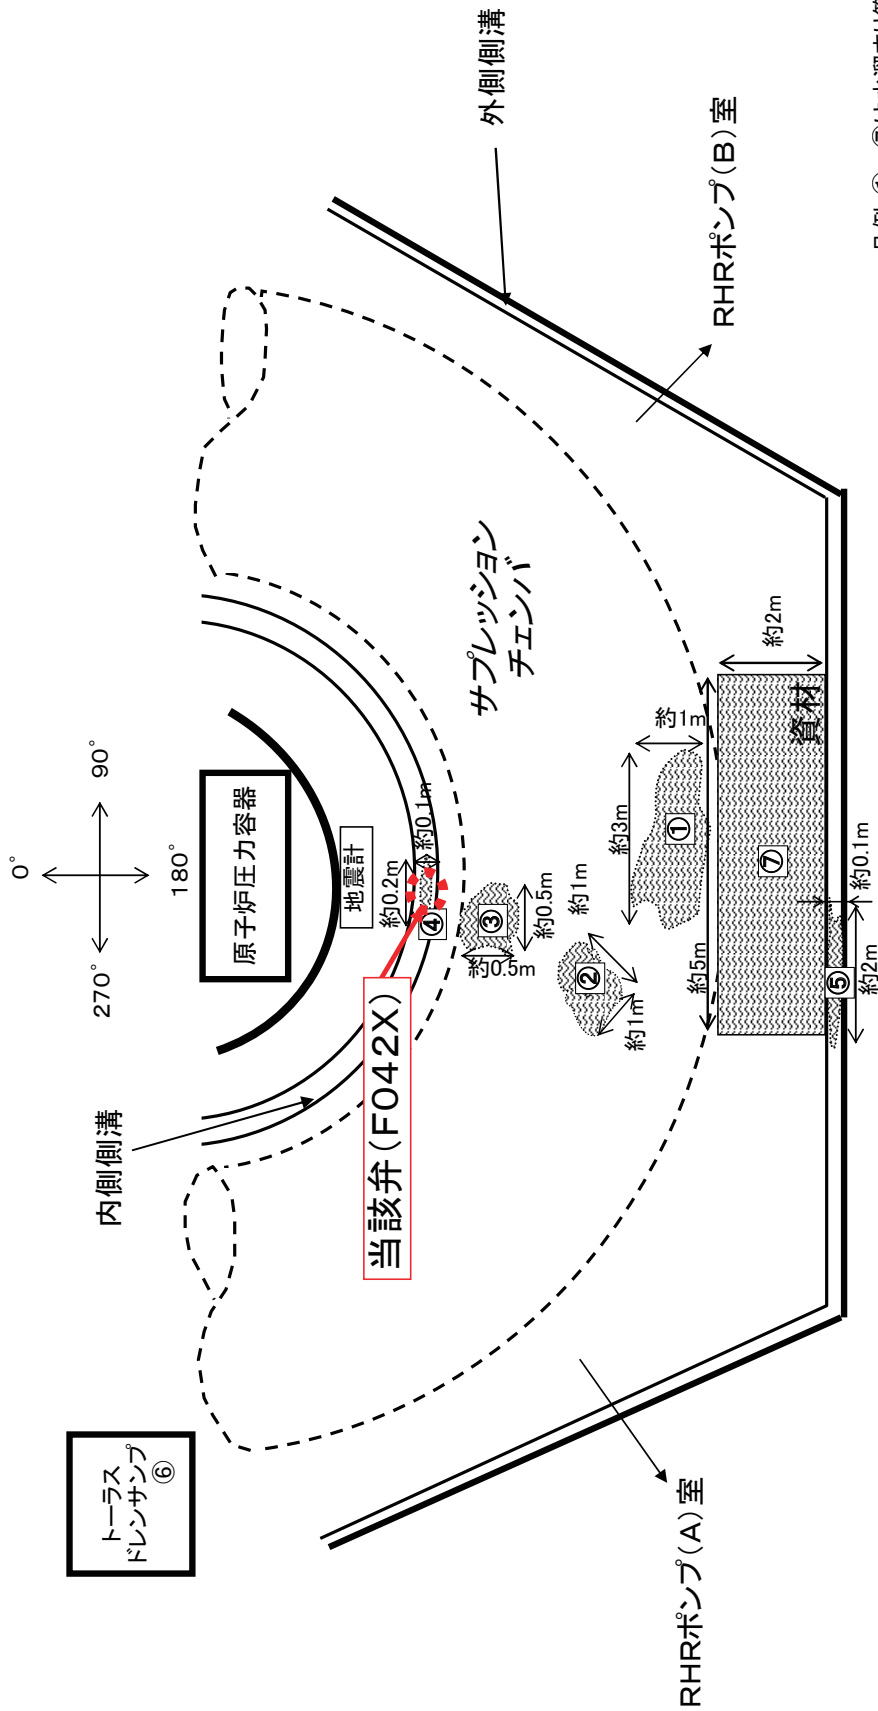 0°
90°
180°
270°
原子炉圧力容器
地震計
内側側溝
外側側溝
トーラス
ドレンサンプ
⑥
当該弁(F042X)
約0.2m
約0.1m
④
③
約0.5m
約0.5m
サプレッション
チェンバ
②
約1m
約1m
①
約3m
約1m
約5m
⑦
約2m
資材
⑤
約0.1m
約2m
RHRポンプ(A)室
RHRポンプ(B)室